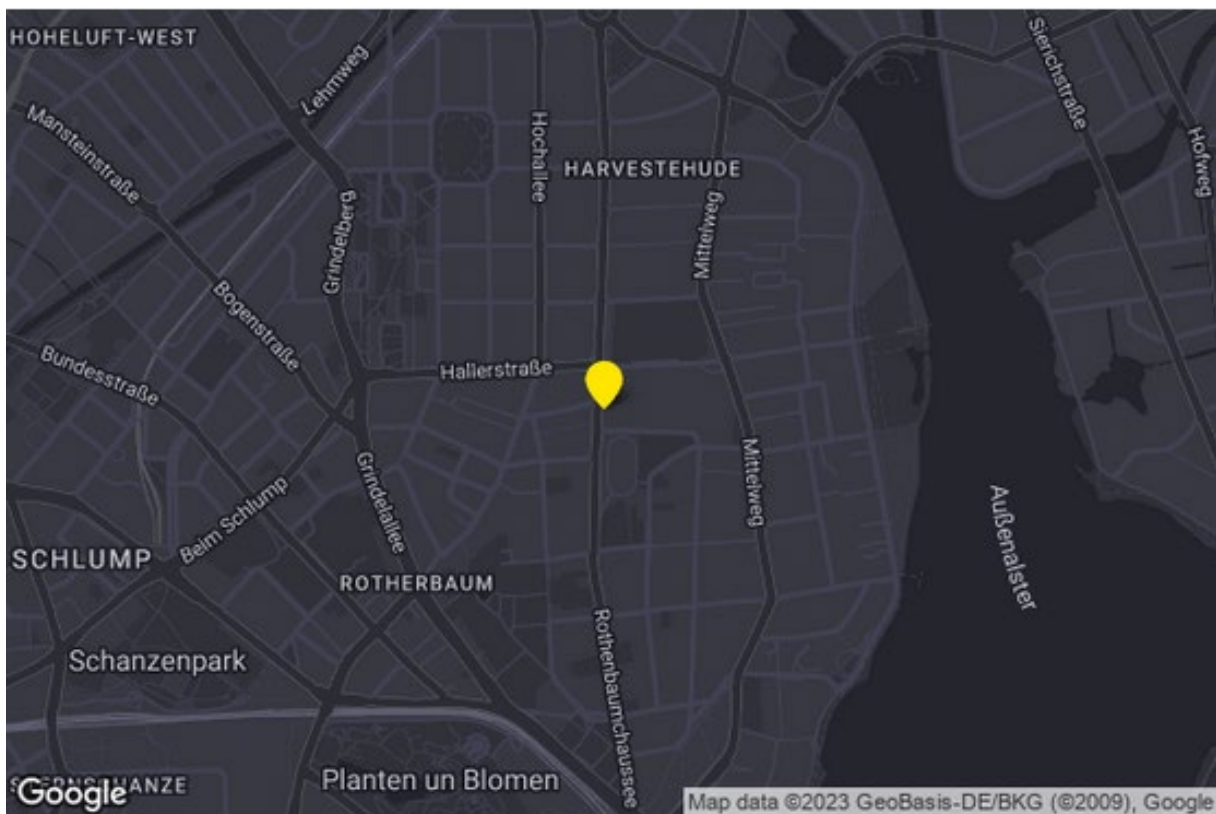 HOHELUFT-WEST
Lehmweg
Sierichstraße
Mansteinstraße
Hochallee
HARVESTEHUDE
Hofweg
Mittelweg
Grindelberg
Bogenstraße
Bundesstraße
Hallerstraße
Mittelweg
Grindelallee
Beim Schlump
Außenalster
SCHLUMP
ROTHERBAUM
Schanzenpark
Rothenbaumchaussee
Planten un Blomen
STERNSCHANZE
Google
Map data ©2023 GeoBasis-DE/BKG (©2009), Google